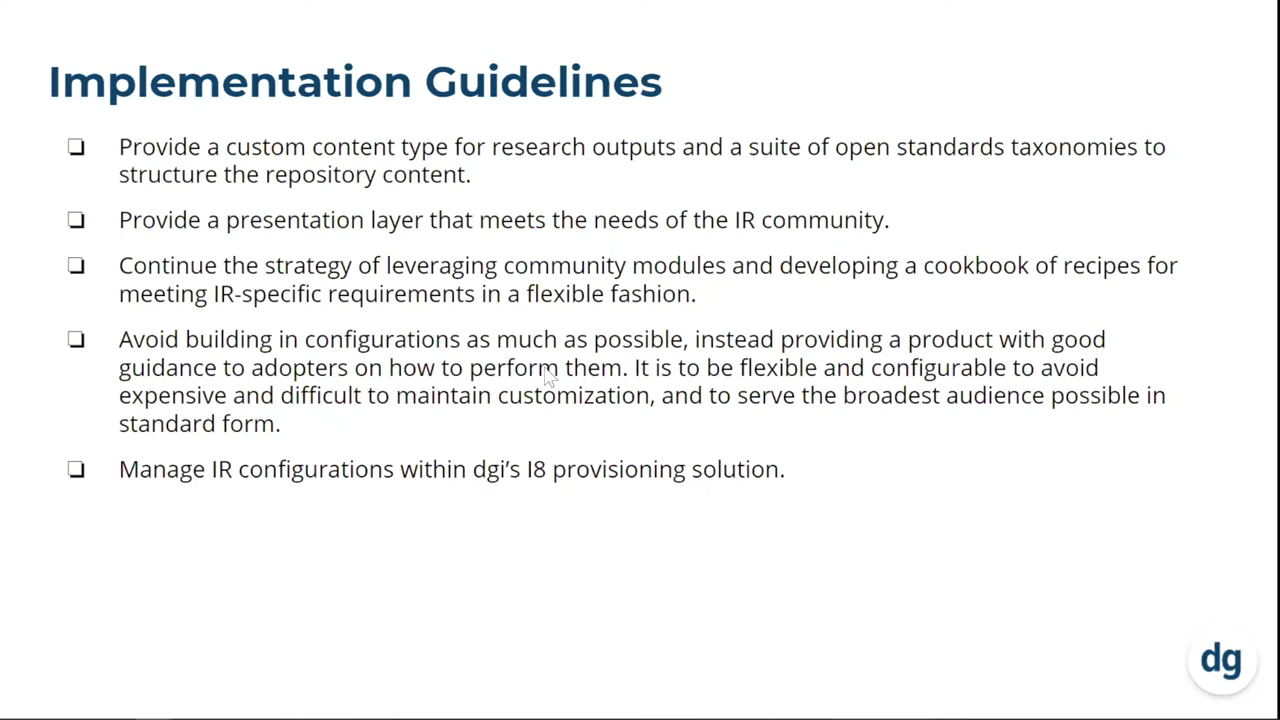 Implementation Guidelines
❏ Provide a custom content type for research outputs and a suite of open standards taxonomies to
structure the repository content.
❏ Provide a presentation layer that meets the needs of the IR community.
❏ Continue the strategy of leveraging community modules and developing a cookbook of recipes for
meeting IR-specific requirements in a flexible fashion.
❏ Avoid building in configurations as much as possible, instead providing a product with good
guidance to adopters on how to perform them. It is to be flexible and configurable to avoid
expensive and difficult to maintain customization, and to serve the broadest audience possible in
standard form.
❏ Manage IR configurations within dgi’s I8 provisioning solution.
dg